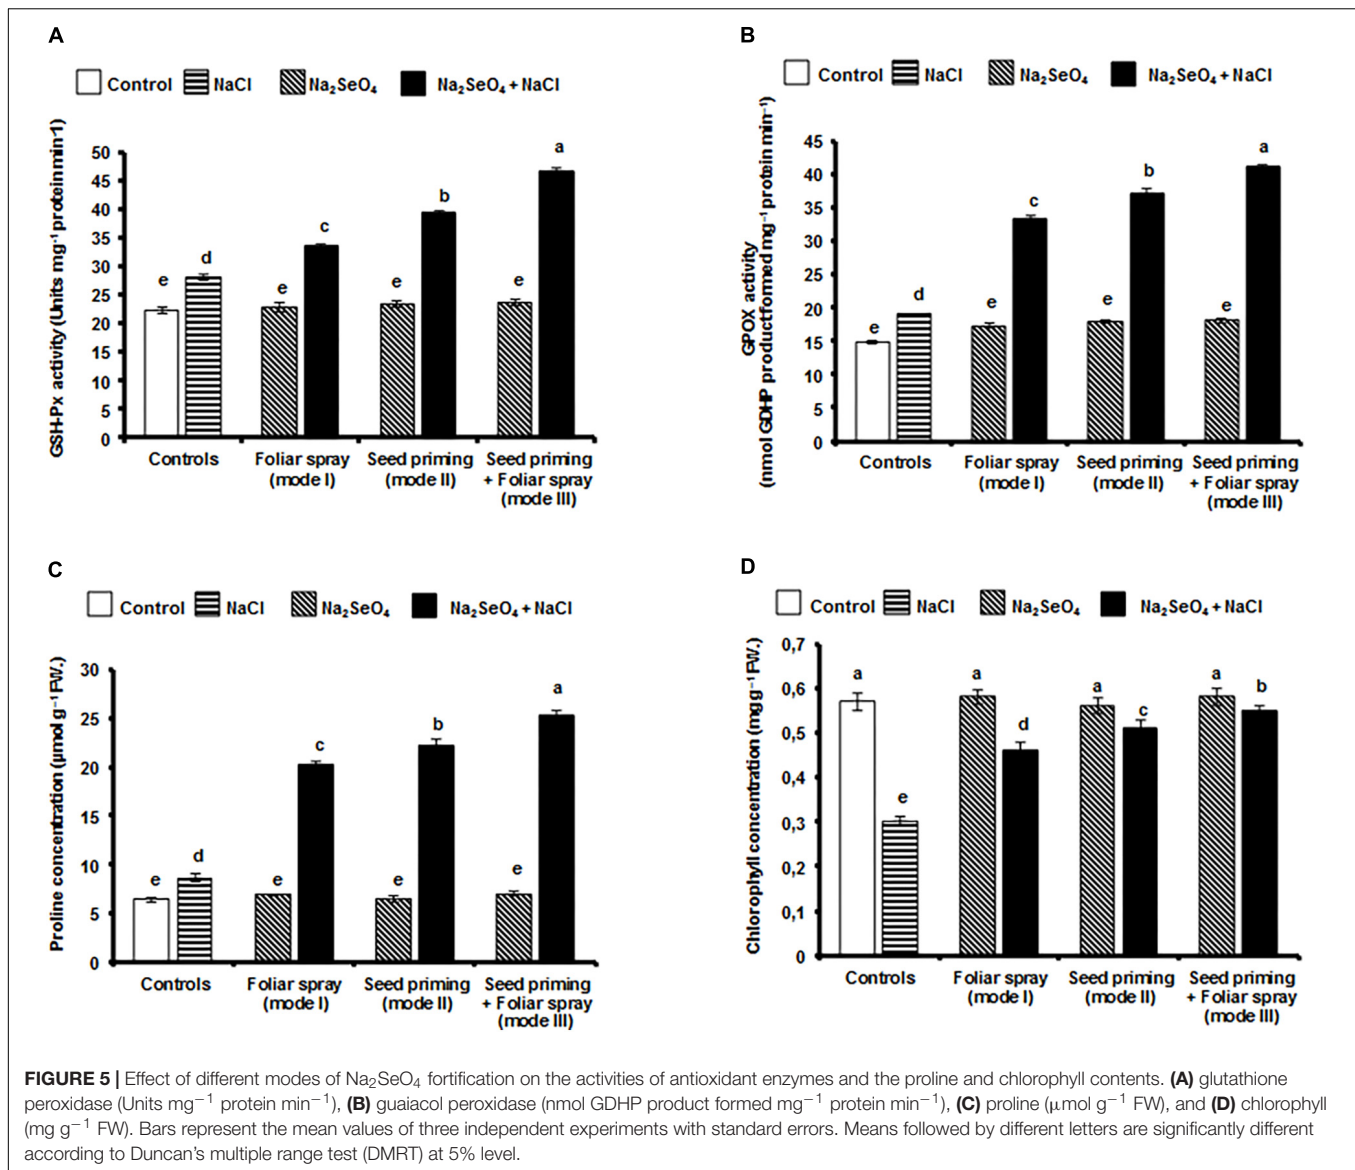 A
Control NaCl Na₂SeO₄ Na₂SeO₄ + NaCl
GSH-Px activity (Units mg⁻¹ protein min⁻¹)
50
45
40
35
30
25
20
15
10
5
0
e d e c e b e a
Controls Foliar spray (mode I) Seed priming (mode II) Seed priming + Foliar spray (mode III)
B
Control NaCl Na₂SeO₄ Na₂SeO₄ + NaCl
GPOX activity
(nmol GDHP product formed mg⁻¹ protein min⁻¹)
45
40
35
30
25
20
15
10
5
0
e d e c e b e a
Controls Foliar spray (mode I) Seed priming (mode II) Seed priming + Foliar spray (mode III)
C
Control NaCl Na₂SeO₄ Na₂SeO₄ + NaCl
Proline concentration (µmol g⁻¹ FW.)
30
25
20
15
10
5
0
e d e c e b e a
Controls Foliar spray (mode I) Seed priming (mode II) Seed priming + Foliar spray (mode III)
D
Control NaCl Na₂SeO₄ Na₂SeO₄ + NaCl
Chlorophyll concentration (mg g⁻¹ FW.)
0,7
0,6
0,5
0,4
0,3
0,2
0,1
0
a e a d a c a b
Controls Foliar spray (mode I) Seed priming (mode II) Seed priming + Foliar spray (mode III)
FIGURE 5 | Effect of different modes of Na₂SeO₄ fortification on the activities of antioxidant enzymes and the proline and chlorophyll contents. (A) glutathione
peroxidase (Units mg⁻¹ protein min⁻¹), (B) guaiacol peroxidase (nmol GDHP product formed mg⁻¹ protein min⁻¹), (C) proline (µmol g⁻¹ FW), and (D) chlorophyll
(mg g⁻¹ FW). Bars represent the mean values of three independent experiments with standard errors. Means followed by different letters are significantly different
according to Duncan's multiple range test (DMRT) at 5% level.